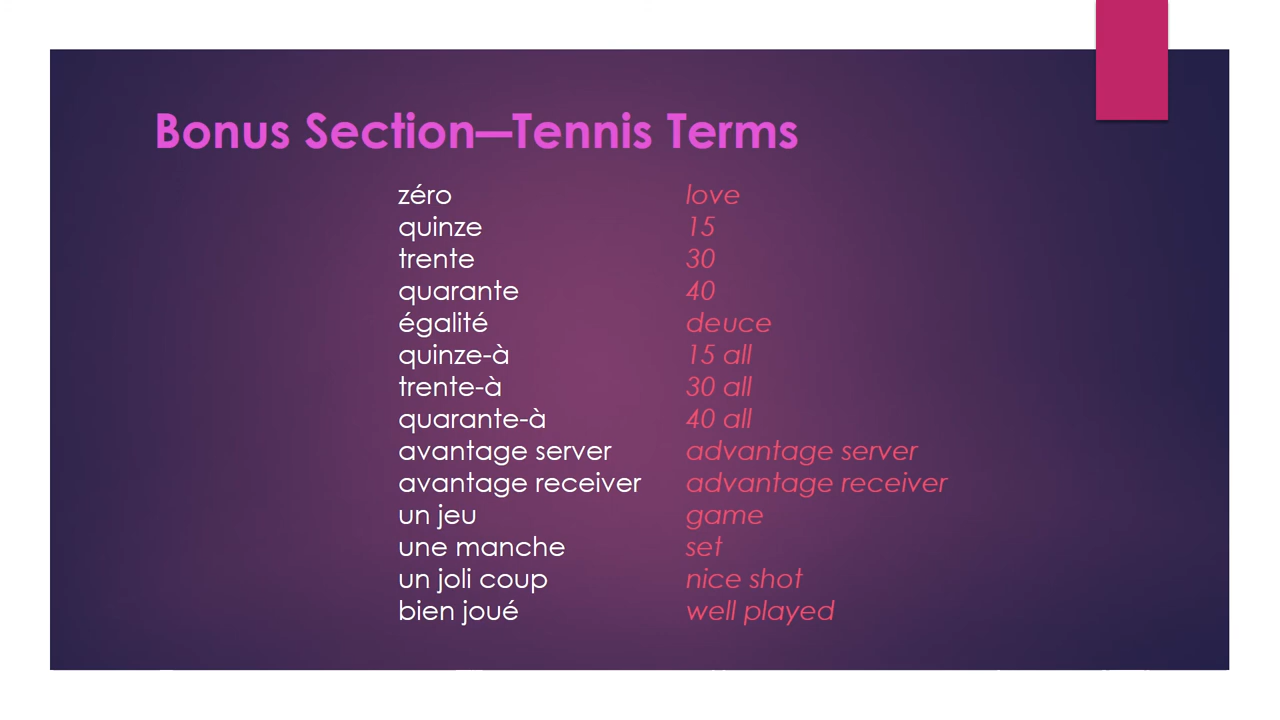 Bonus Section—Tennis Terms
zéro love
quinze 15
trente 30
quarante 40
égalité deuce
quinze-à 15 all
trente-à 30 all
quarante-à 40 all
avantage server advantage server
avantage receiver advantage receiver
un jeu game
une manche set
un joli coup nice shot
bien joué well played